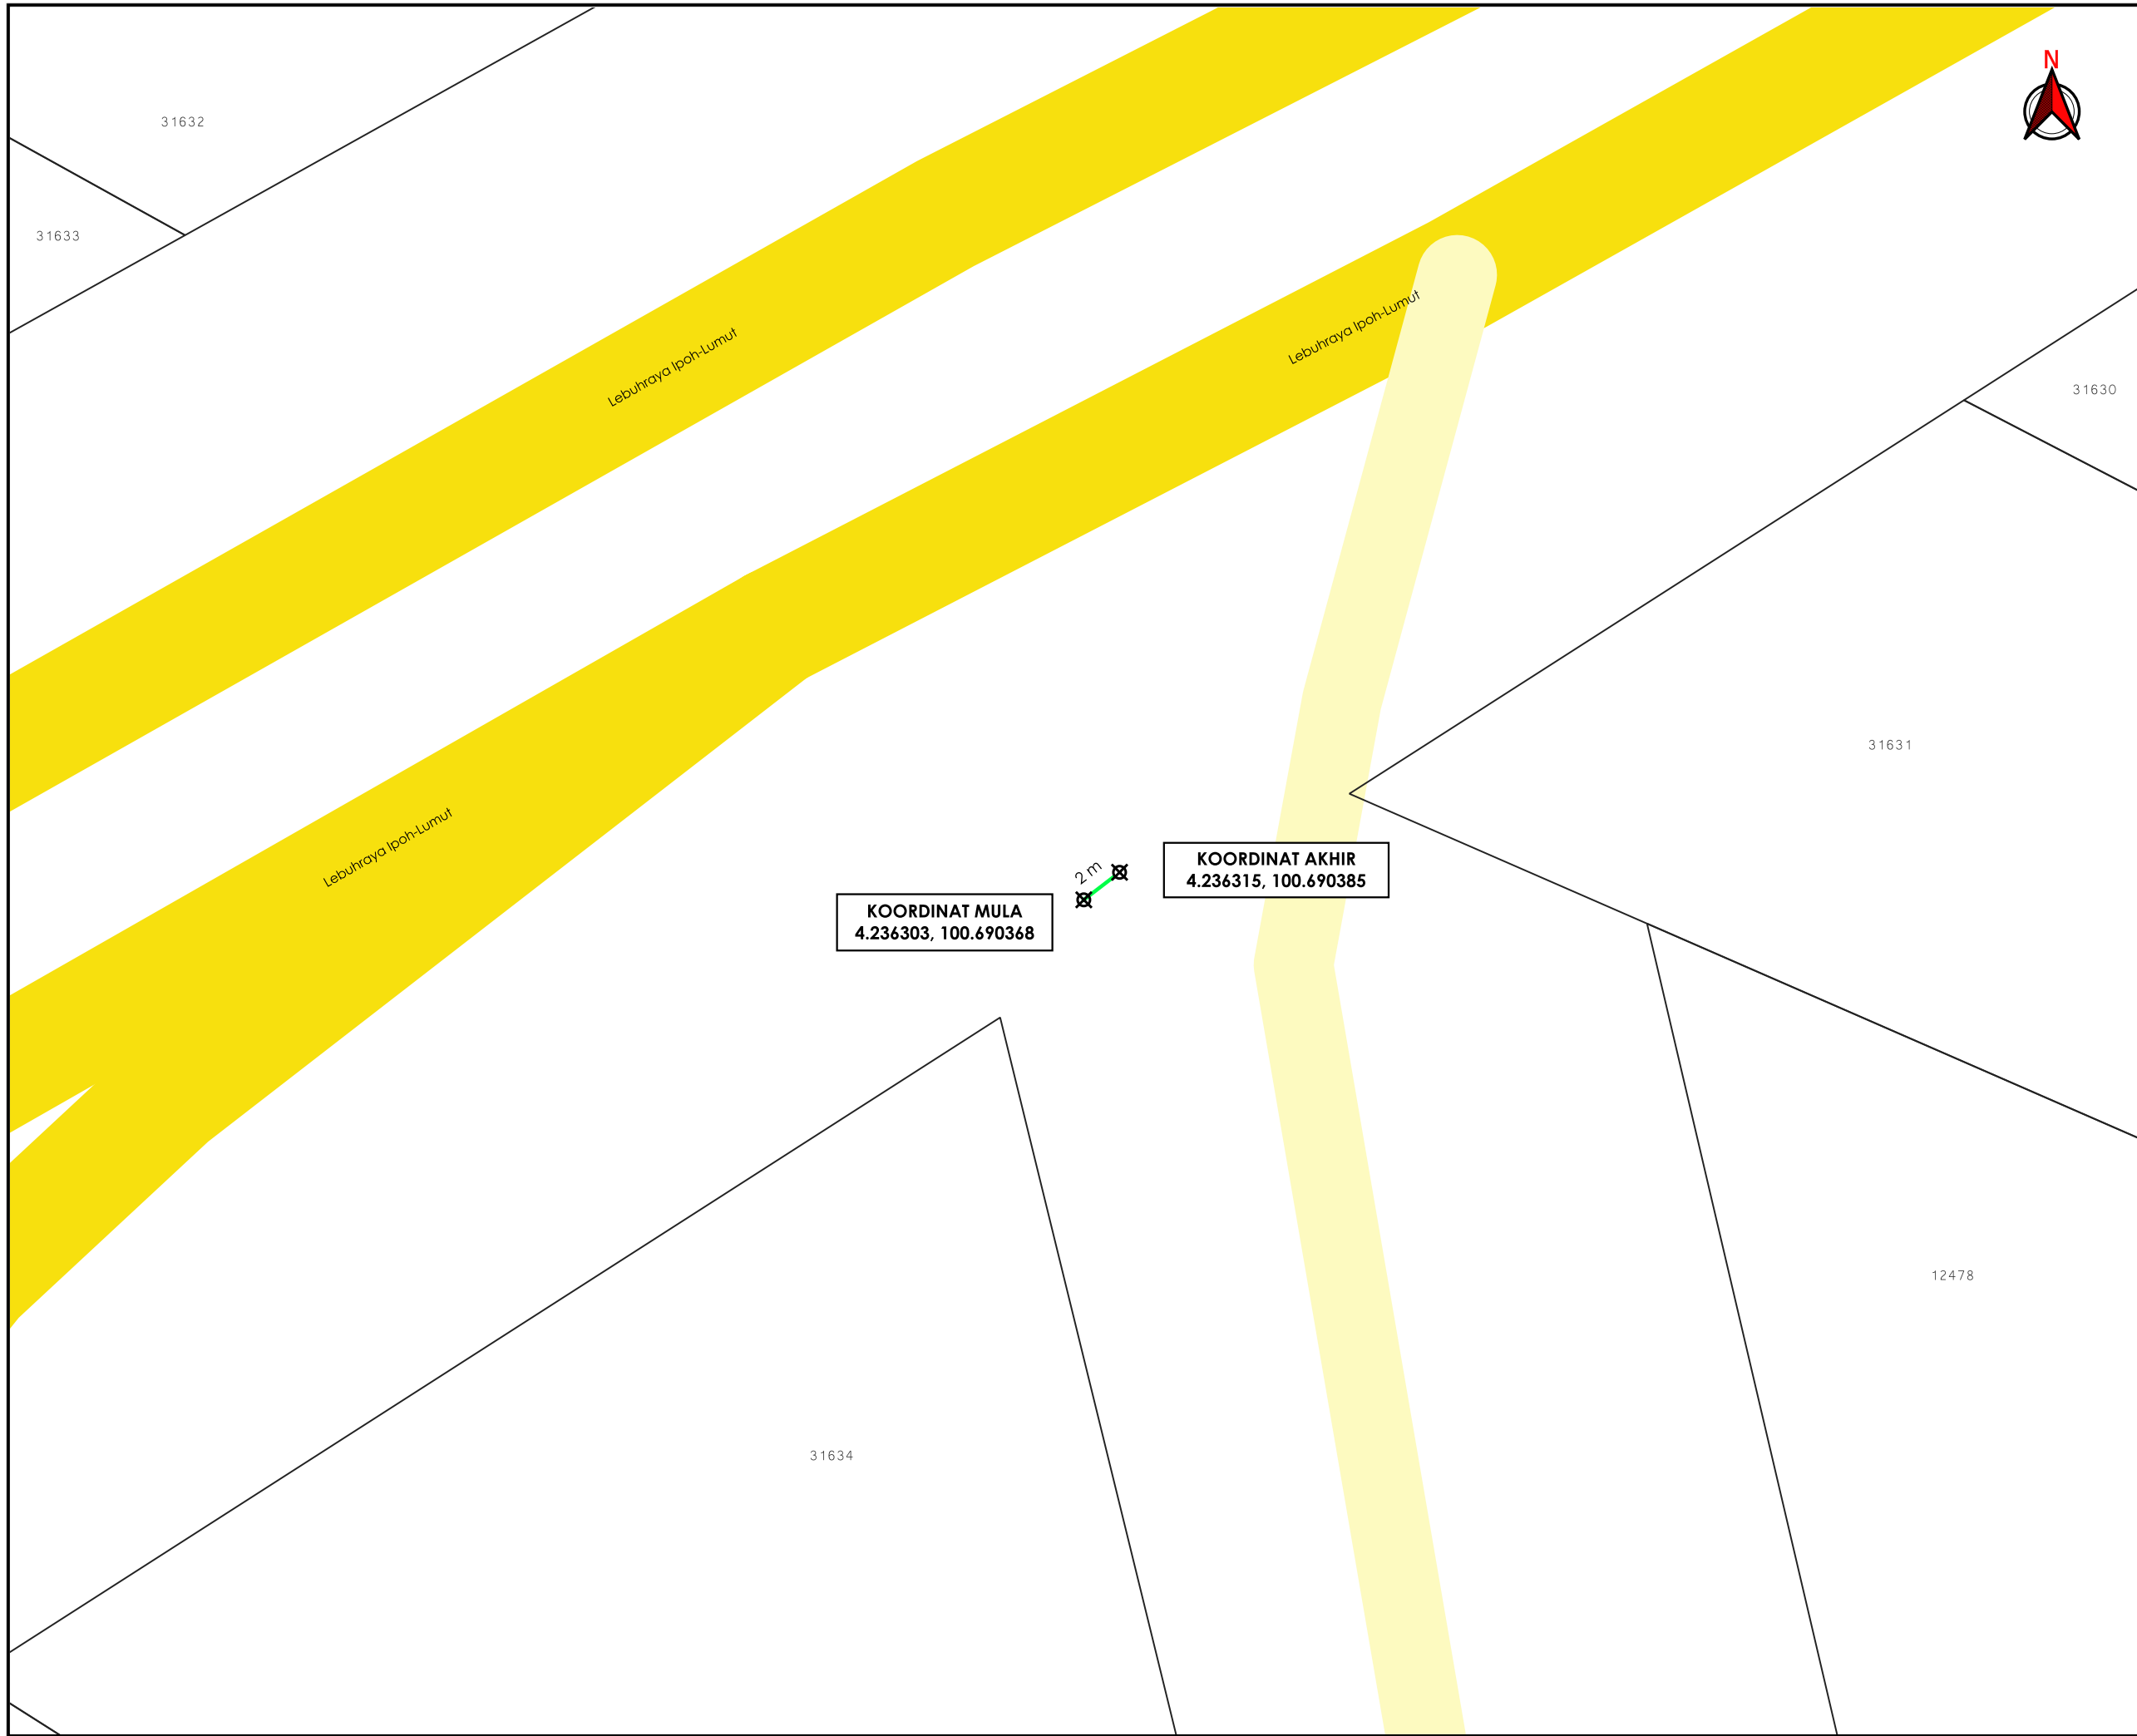 N
31632
31633
Lebuhraya Ipoh-Lumut
Lebuhraya Ipoh-Lumut
31630
31631
Lebuhraya Ipoh-Lumut
2 m
KOORDINAT AKHIR
4.236315, 100.690385
KOORDINAT MULA
4.236303, 100.690368
12478
31634